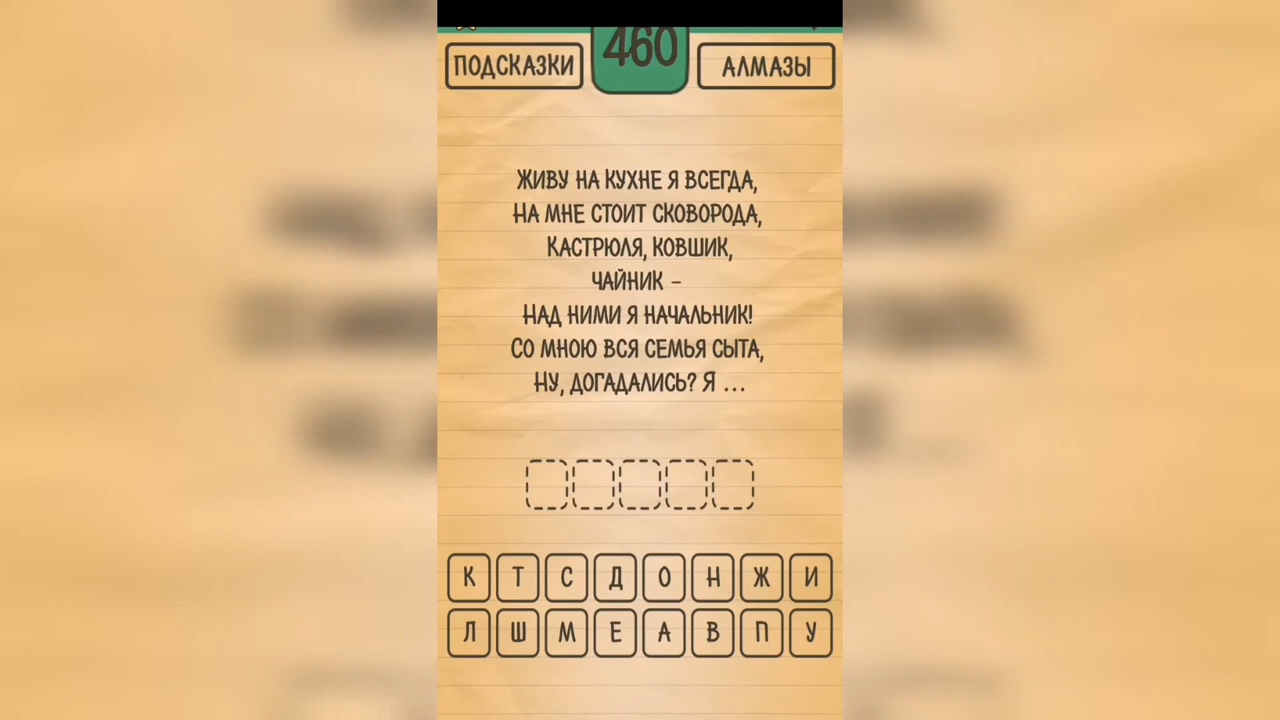 ПОДСКАЗКИ 460 АЛМАЗЫ
ЖИВУ НА КУХНЕ Я ВСЕГДА,
НА МНЕ СТОИТ СКОВОРОДА,
КАСТРЮЛЯ, КОВШИК,
ЧАЙНИК –
НАД НИМИ Я НАЧАЛЬНИК!
СО МНОЮ ВСЯ СЕМЬЯ СЫТА,
НУ, ДОГАДАЛИСЬ? Я ...
К Т С Д О Н Ж И
Л Ш М Е А В П У